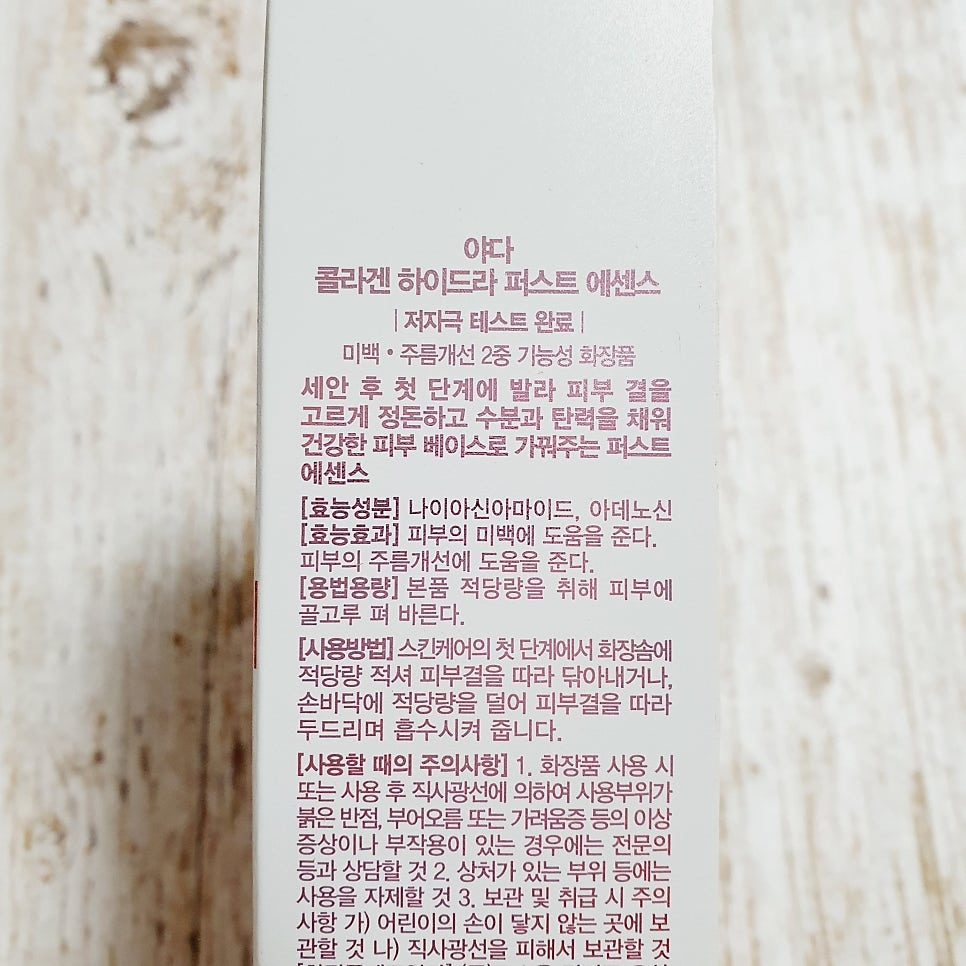 야다
콜라겐 하이드라 퍼스트 에센스
| 저자극 테스트 완료 |
미백 • 주름개선 2중 기능성 화장품
세안 후 첫 단계에 발라 피부 결을
고르게 정돈하고 수분과 탄력을 채워
건강한 피부 베이스로 가꿔주는 퍼스트
에센스
[효능성분] 나이아신아마이드, 아데노신
[효능효과] 피부의 미백에 도움을 준다.
피부의 주름개선에 도움을 준다.
[용법용량] 본품 적당량을 취해 피부에
골고루 펴 바른다.
[사용방법] 스킨케어의 첫 단계에서 화장솜에
적당량 적셔 피부결을 따라 닦아내거나,
손바닥에 적당량을 덜어 피부결을 따라
두드리며 흡수시켜 줍니다.
[사용할 때의 주의사항] 1. 화장품 사용 시
또는 사용 후 직사광선에 의하여 사용부위가
붉은 반점, 부어오름 또는 가려움증 등의 이상
증상이나 부작용이 있는 경우에는 전문의
등과 상담할 것 2. 상처가 있는 부위 등에는
사용을 자제할 것 3. 보관 및 취급 시 주의
사항 가) 어린이의 손이 닿지 않는 곳에 보
관할 것 나) 직사광선을 피해서 보관할 것